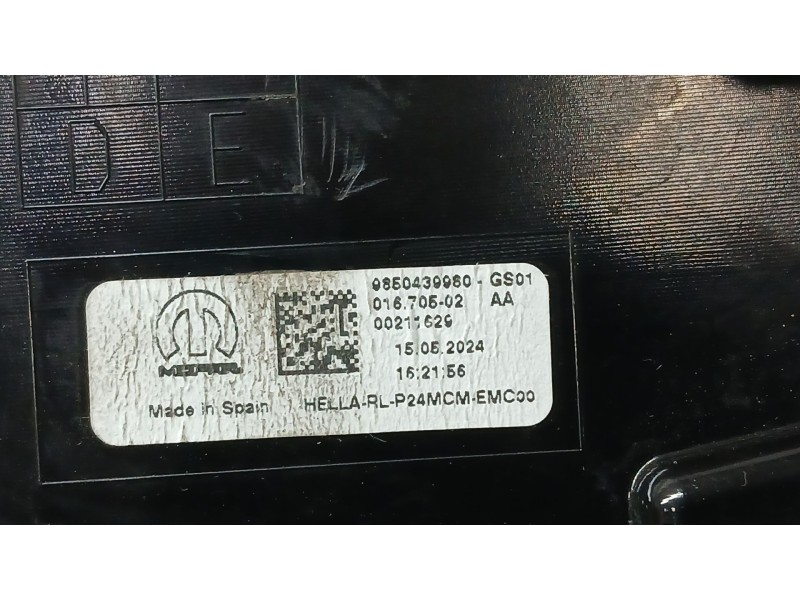 D E
9850439980 - GS01
016.705-02 AA
00211629
15.05.2024
16:21:56
MOPAR
Made in Spain HELLA-RL-P24MCM-EMC00